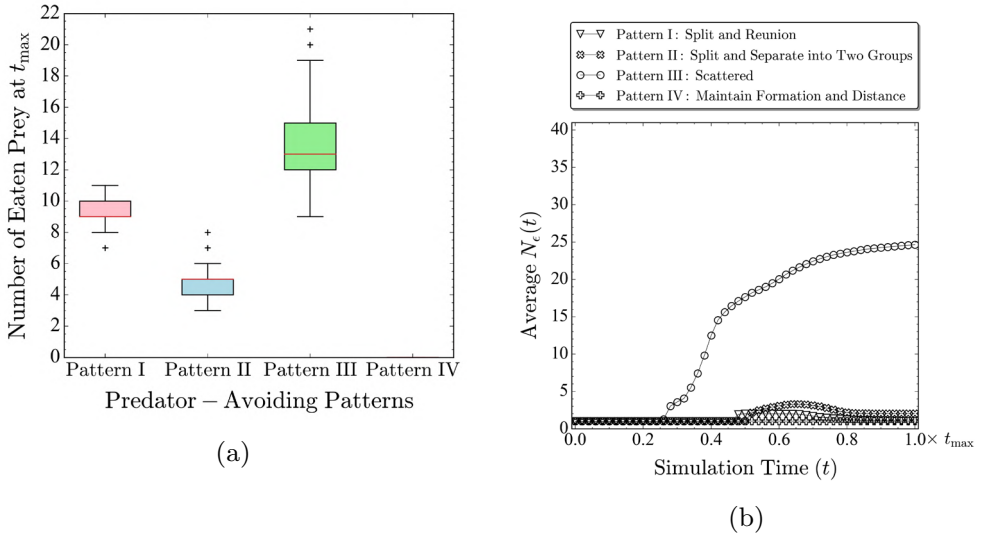 22
20
18
16
14
12
10
8
6
4
2
0
Number of Eaten Prey at t_max
Pattern I Pattern II Pattern III Pattern IV
Predator − Avoiding Patterns
(a)
Pattern I : Split and Reunion
Pattern II : Split and Separate into Two Groups
Pattern III : Scattered
Pattern IV : Maintain Formation and Distance
40
35
30
25
20
15
10
5
0
Average N_ϵ(t)
0.0 0.2 0.4 0.6 0.8 1.0 × t_max
Simulation Time (t)
(b)